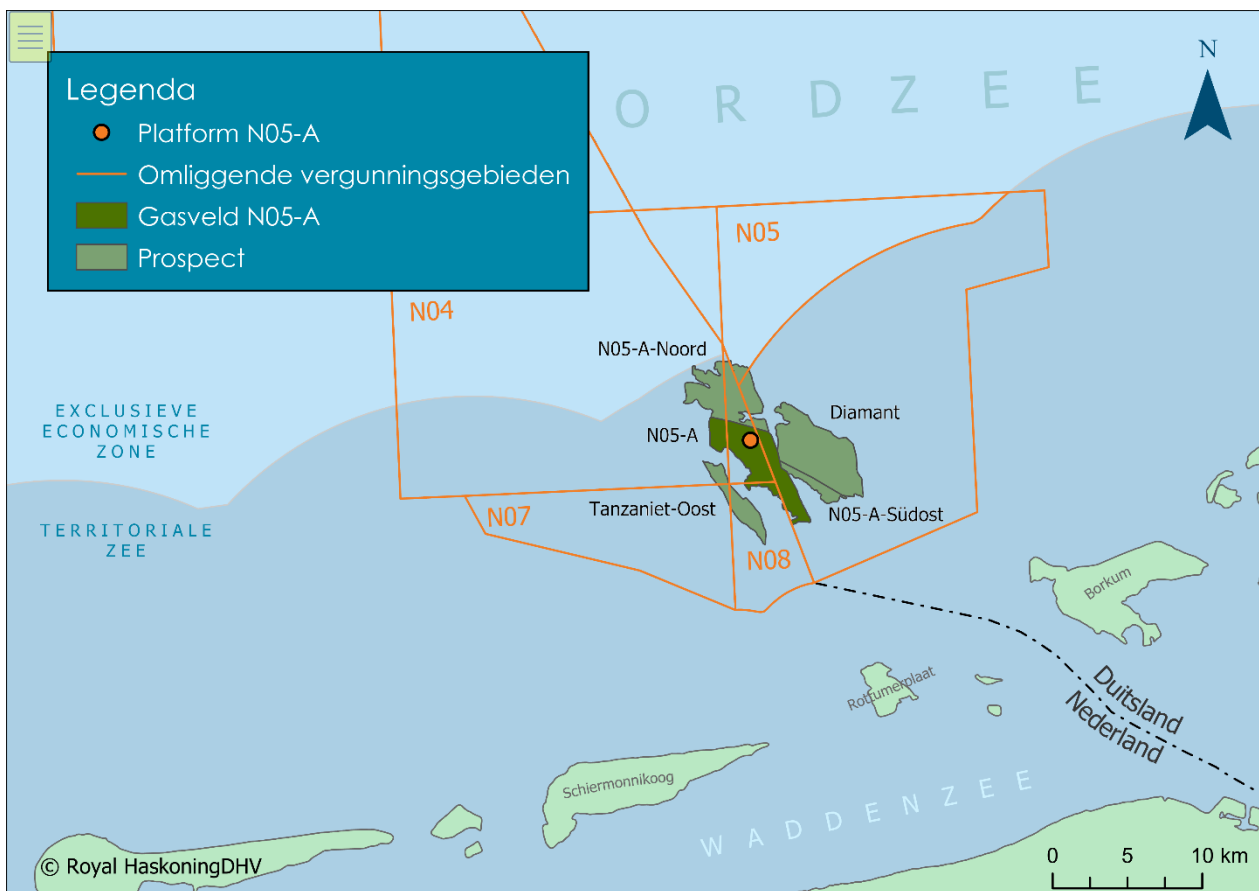 Legenda
Platform N05-A
Omliggende vergunningsgebieden
Gasveld N05-A
Prospect
ORDZEE
N
N05
N04
N05-A-Noord
Diamant
N05-A
EXCLUSIEVE
ECONOMISCHE
ZONE
TERRITORIALE
ZEE
N07
Tanzaniet-Oost
N05-A-Südost
N08
Borkum
Rottumerplaat
Duitsland
Nederland
Schiermonnikoog
WADDENZEE
© Royal HaskoningDHV
0 5 10 km